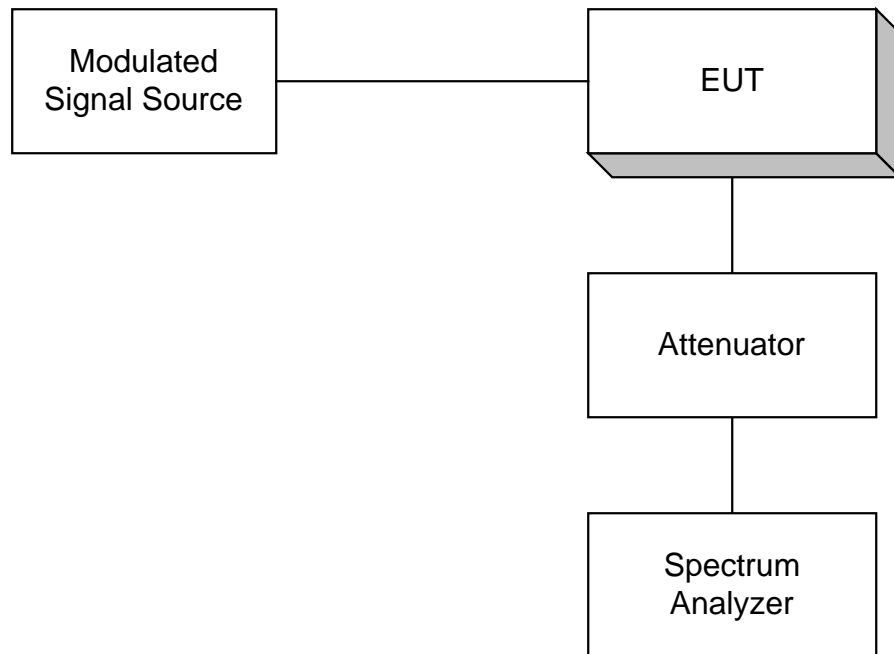 Modulated
Signal Source
EUT
Attenuator
Spectrum
Analyzer